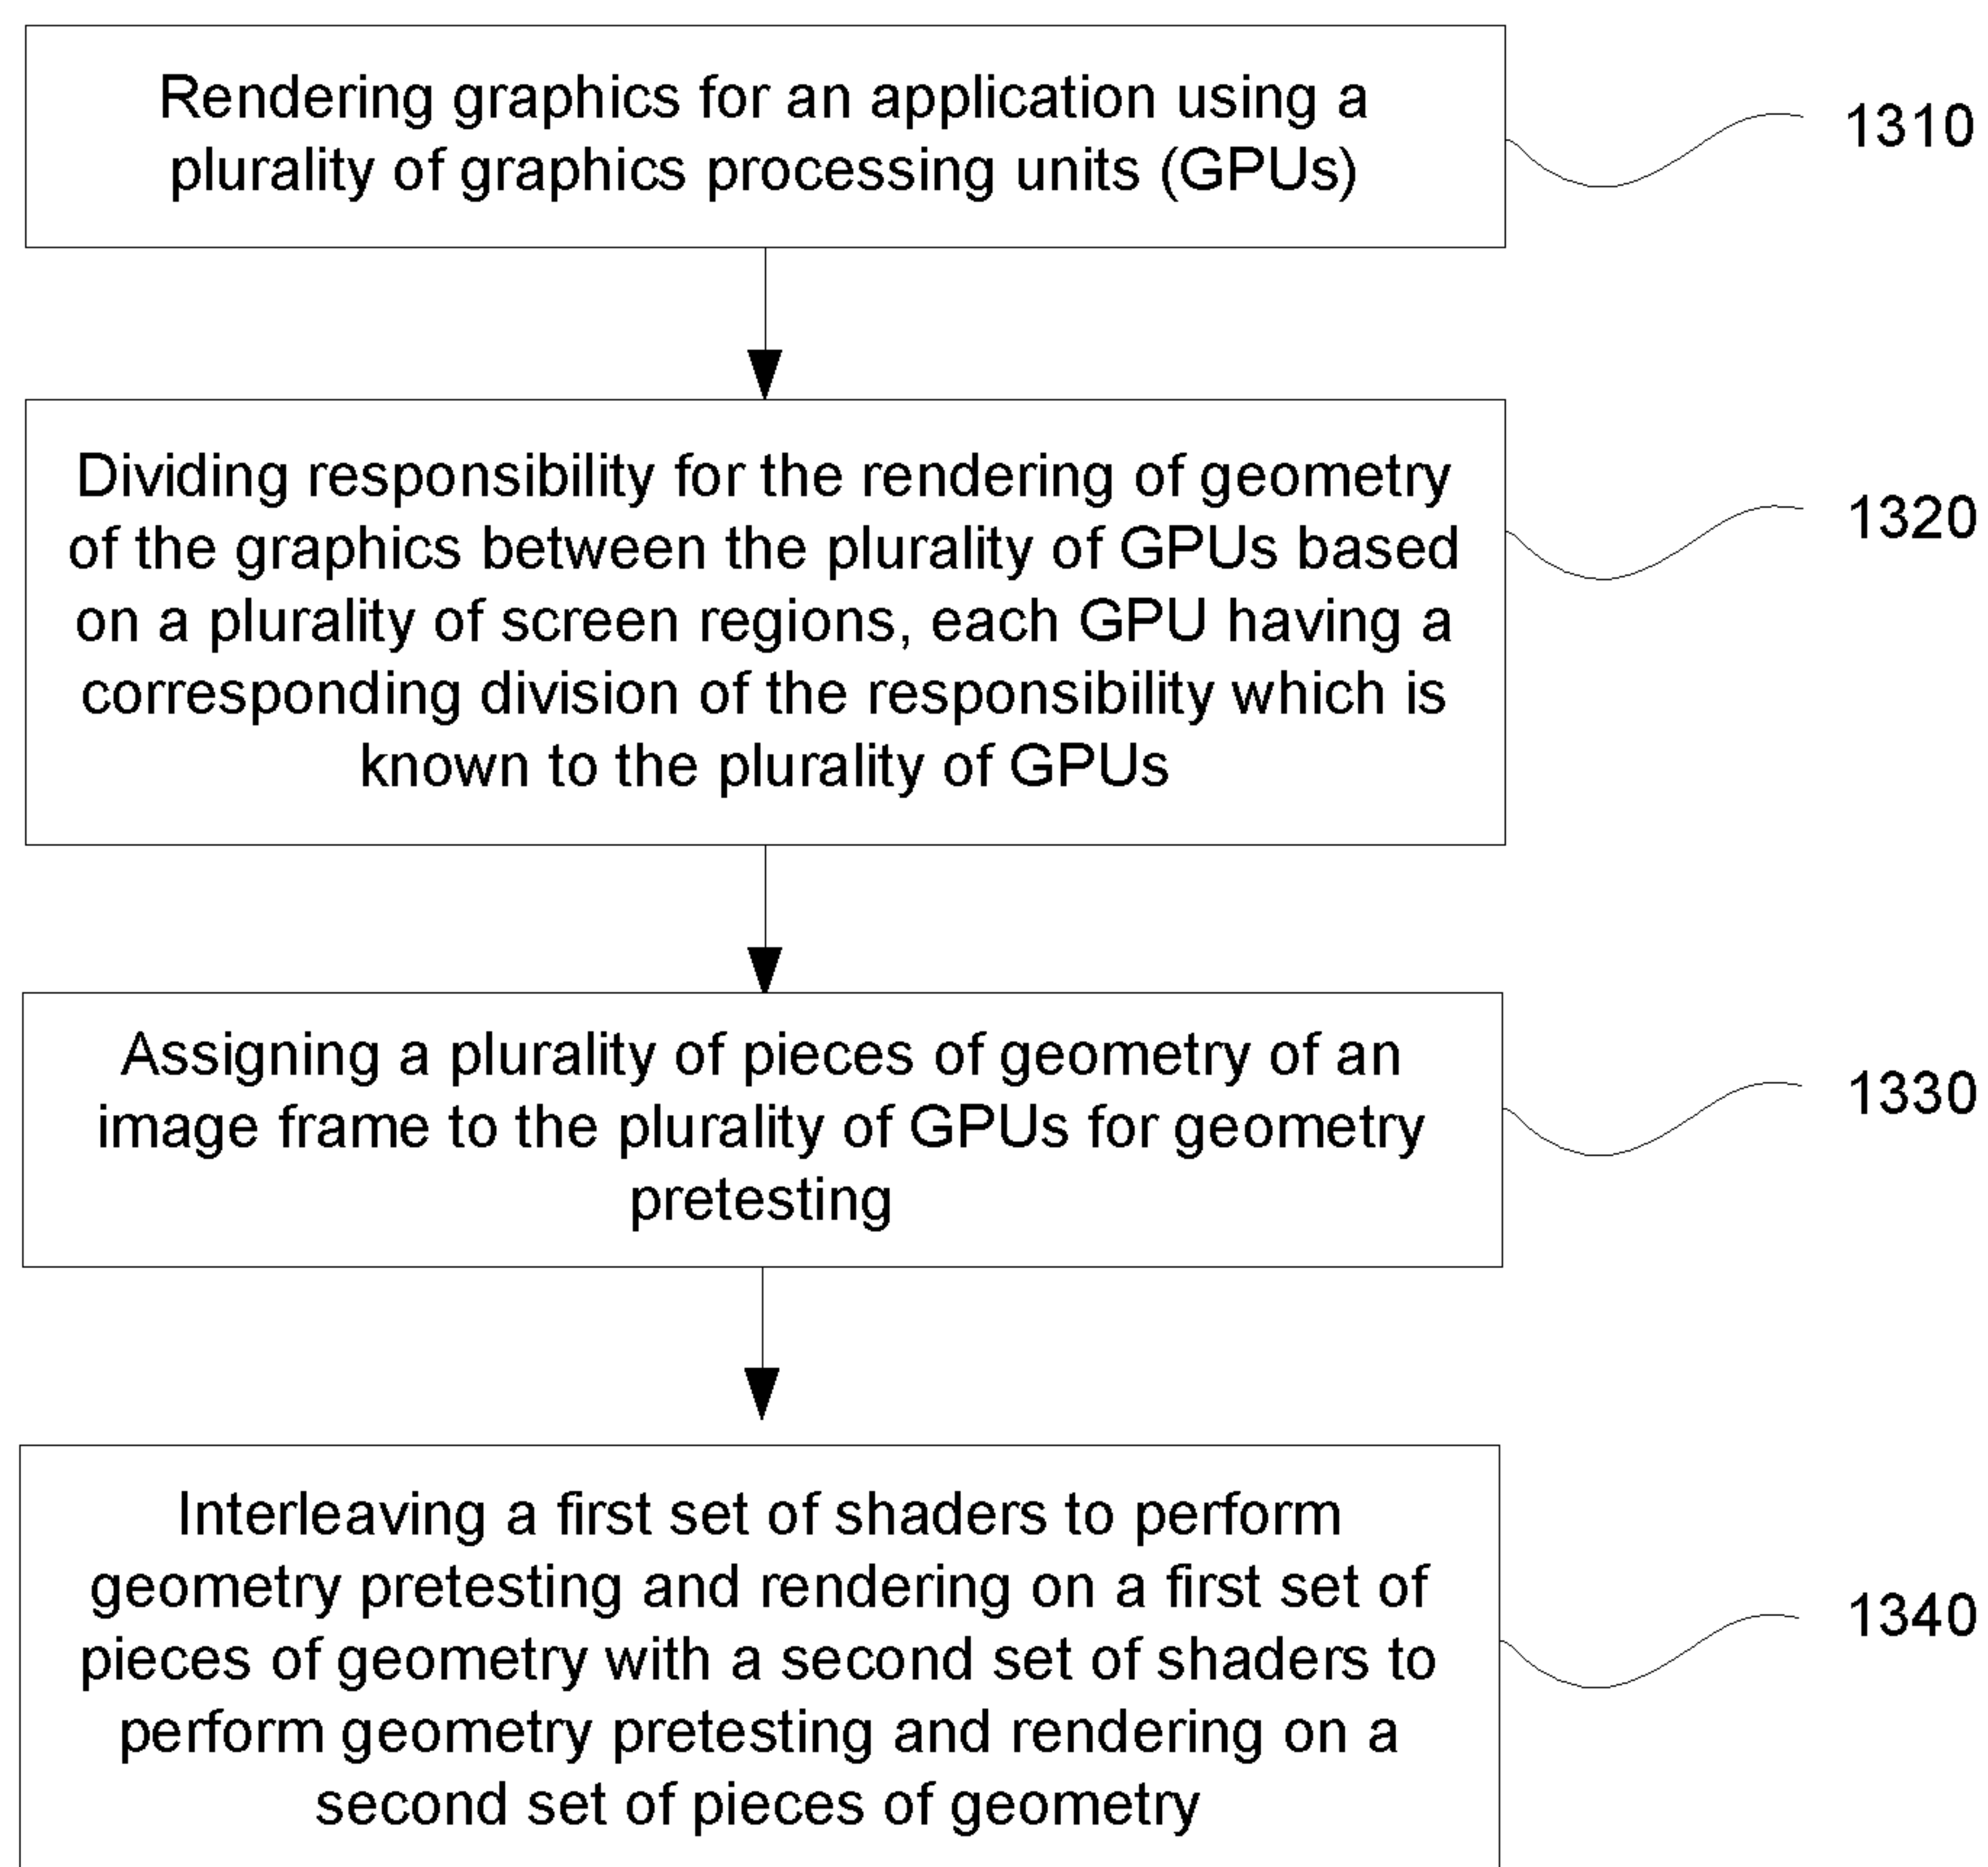 Rendering graphics for an application using a
plurality of graphics processing units (GPUs)
1310
Dividing responsibility for the rendering of geometry
of the graphics between the plurality of GPUs based
on a plurality of screen regions, each GPU having a
corresponding division of the responsibility which is
known to the plurality of GPUs
1320
Assigning a plurality of pieces of geometry of an
image frame to the plurality of GPUs for geometry
pretesting
1330
Interleaving a first set of shaders to perform
geometry pretesting and rendering on a first set of
pieces of geometry with a second set of shaders to
perform geometry pretesting and rendering on a
second set of pieces of geometry
1340